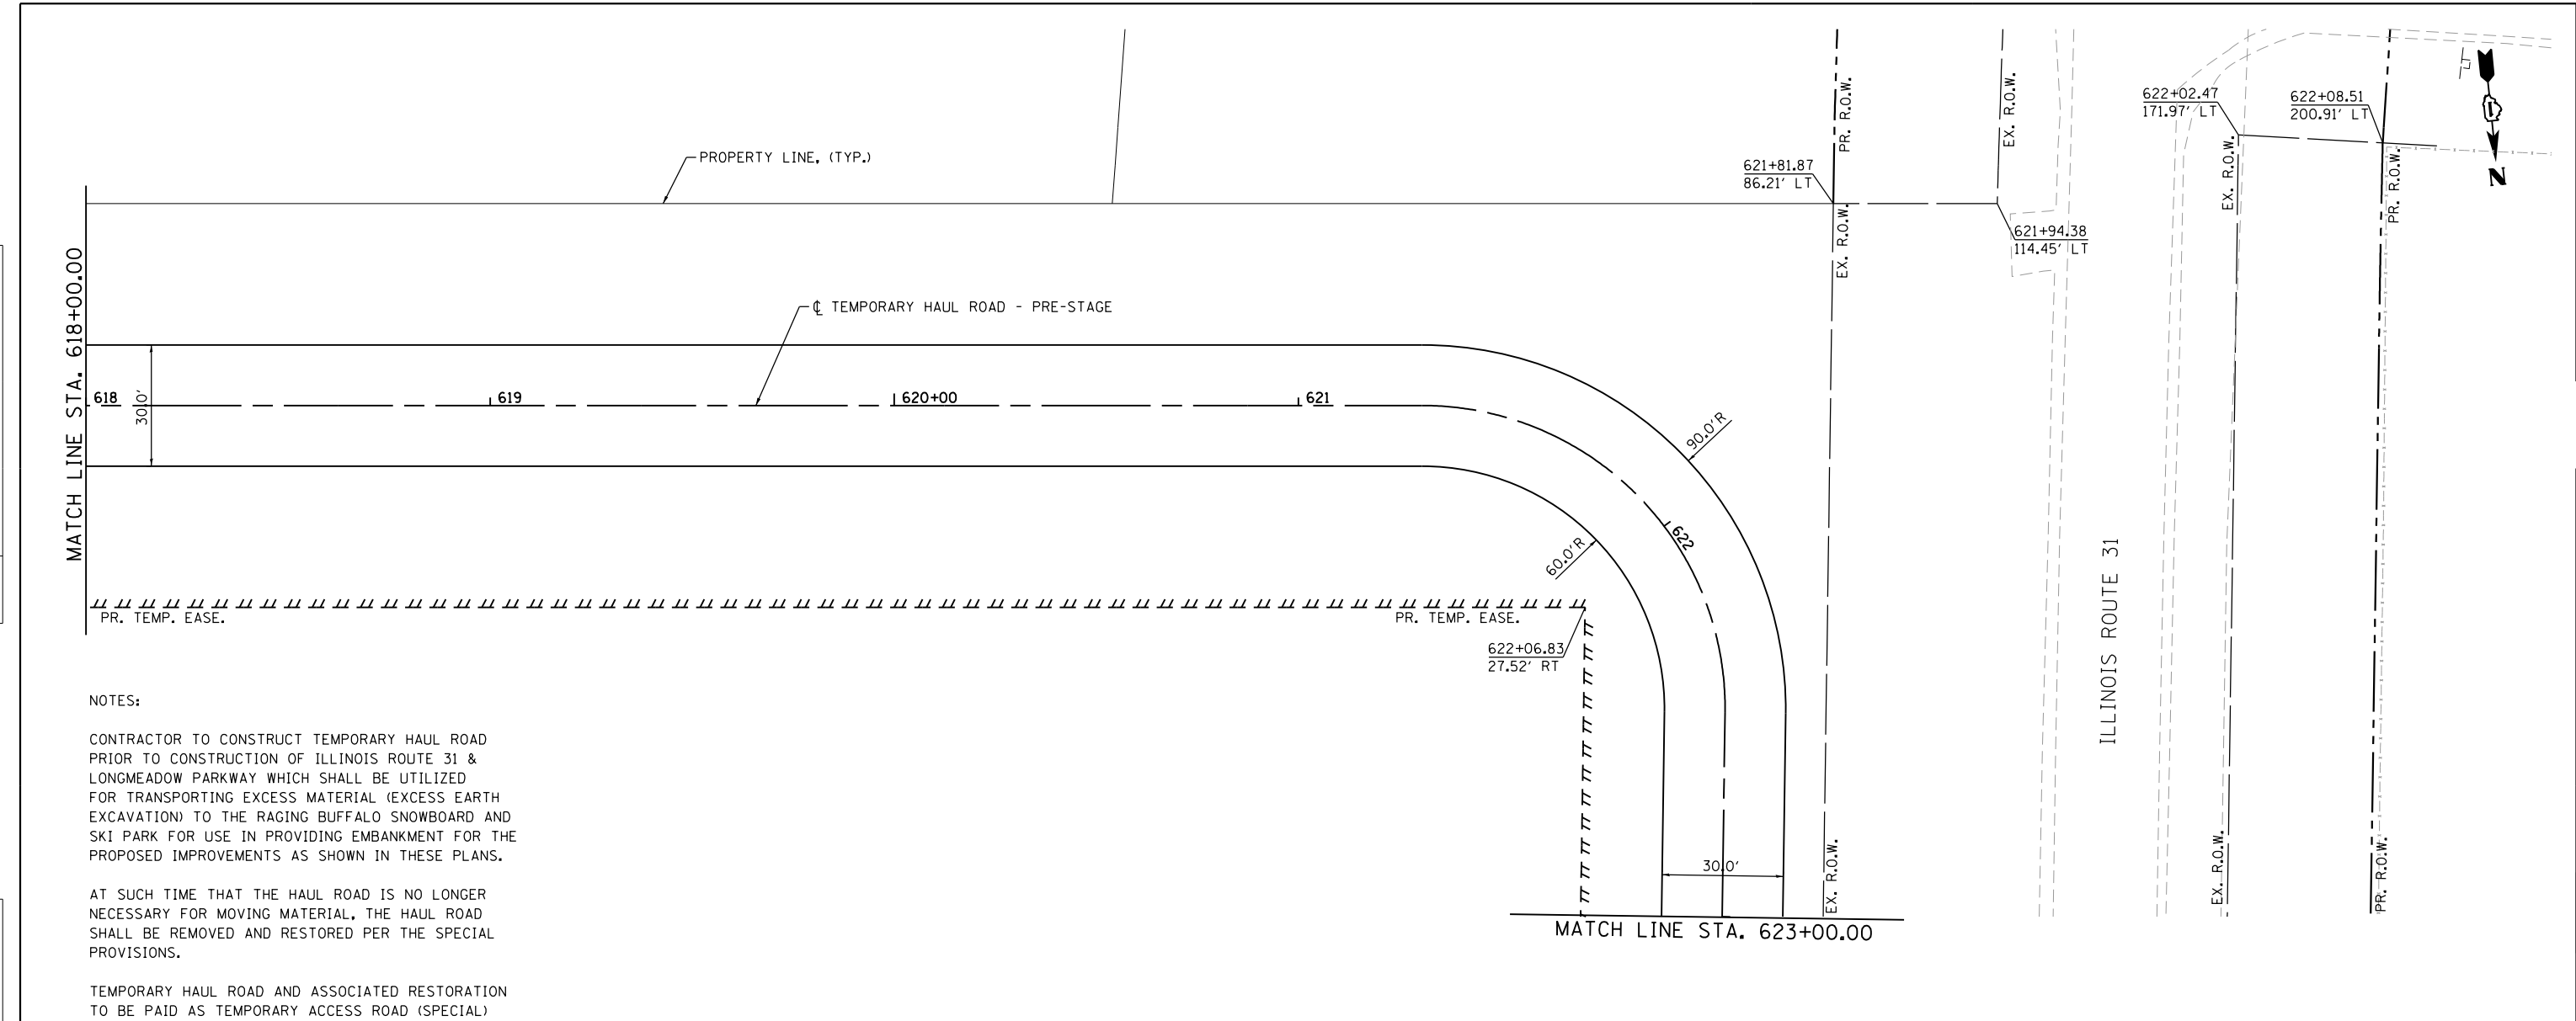 622+02.47
171.97' LT
622+08.51
200.91' LT
N
PR. R.O.W.
EX. R.O.W.
PROPERTY LINE, (TYP.)
621+81.87
86.21' LT
EX. R.O.W.
EX. R.O.W.
PR. R.O.W.
621+94.38
114.45' LT
MATCH LINE STA. 618+00.00
℄ TEMPORARY HAUL ROAD - PRE-STAGE
618
619
620+00
621
622
30.0'
90.0'R
60.0'R
PR. TEMP. EASE.
PR. TEMP. EASE.
622+06.83
27.52' RT
ILLINOIS ROUTE 31
30.0'
EX. R.O.W.
EX. R.O.W.
PR. R.O.W.
MATCH LINE STA. 623+00.00
NOTES:
CONTRACTOR TO CONSTRUCT TEMPORARY HAUL ROAD
PRIOR TO CONSTRUCTION OF ILLINOIS ROUTE 31 &
LONGMEADOW PARKWAY WHICH SHALL BE UTILIZED
FOR TRANSPORTING EXCESS MATERIAL (EXCESS EARTH
EXCAVATION) TO THE RAGING BUFFALO SNOWBOARD AND
SKI PARK FOR USE IN PROVIDING EMBANKMENT FOR THE
PROPOSED IMPROVEMENTS AS SHOWN IN THESE PLANS.
AT SUCH TIME THAT THE HAUL ROAD IS NO LONGER
NECESSARY FOR MOVING MATERIAL, THE HAUL ROAD
SHALL BE REMOVED AND RESTORED PER THE SPECIAL
PROVISIONS.
TEMPORARY HAUL ROAD AND ASSOCIATED RESTORATION
TO BE PAID AS TEMPORARY ACCESS ROAD (SPECIAL)